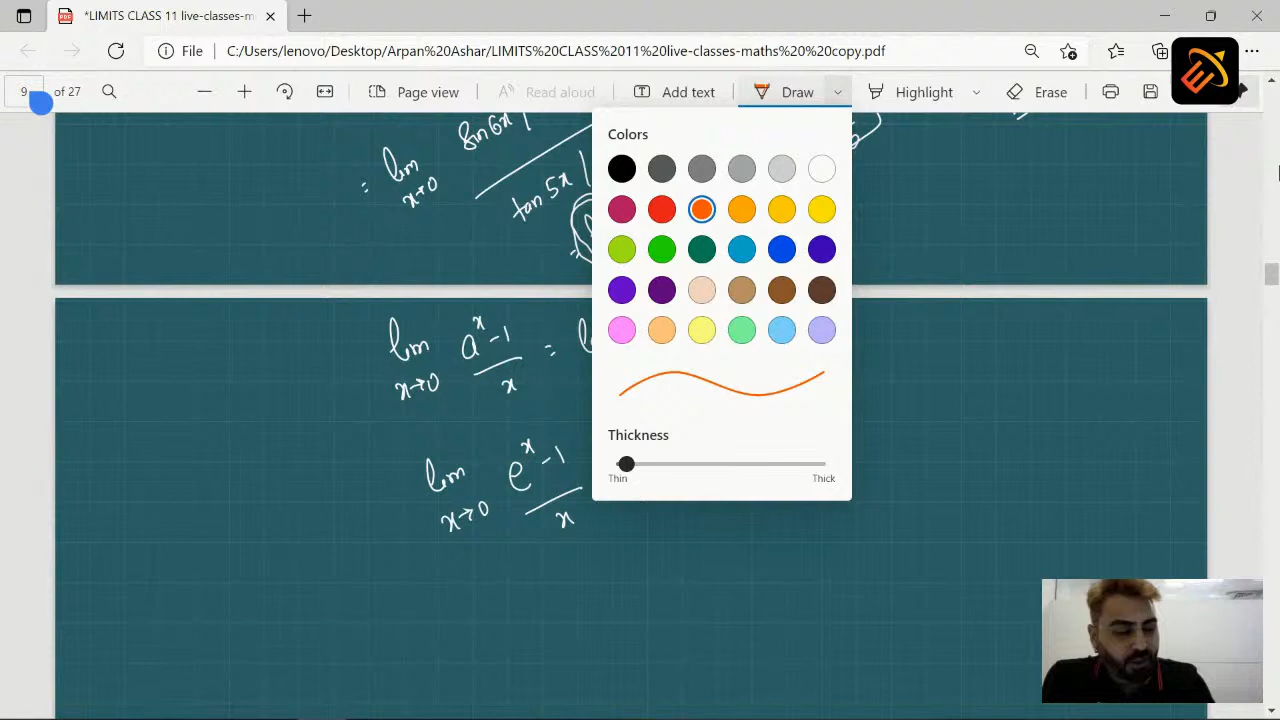 *LIMITS CLASS 11 live-classes-m
File C:/Users/lenovo/Desktop/Arpan%20Ashar/LIMITS%20CLASS%2011%20live-classes-maths%20%20copy.pdf
9 of 27 Page view Read aloud Add text Draw Highlight Erase
Colors
sin 6x
= lim
x→0
tan 5x
lim a^x - 1 =
x→0 x
Thickness
Thin Thick
lim e^x - 1
x→0 x